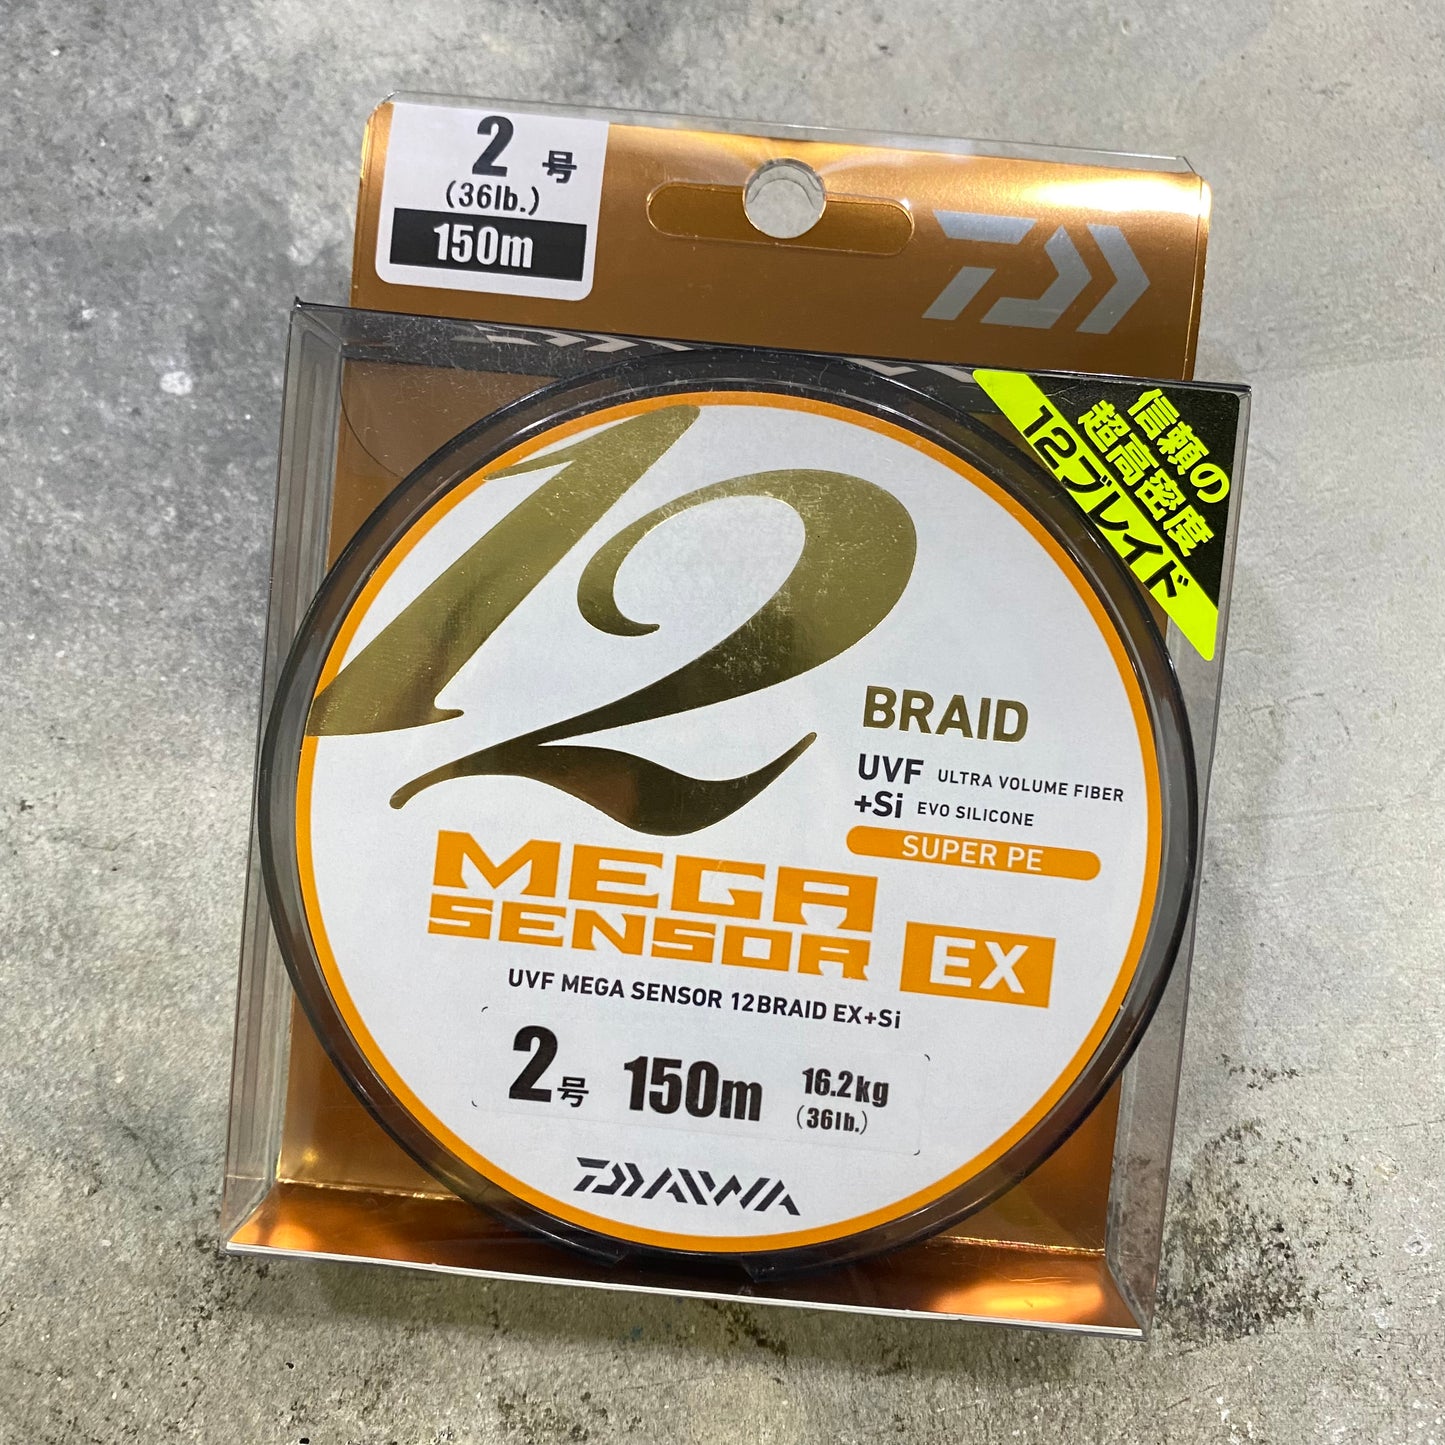 2号
(36lb.)
150m
信頼の
超高密度
12ブレイド
12
BRAID
UVF ULTRA VOLUME FIBER
+Si EVO SILICONE
SUPER PE
MEGA
SENSOR EX
UVF MEGA SENSOR 12BRAID EX+Si
2号 150m 16.2kg
(36lb.)
DAIWA